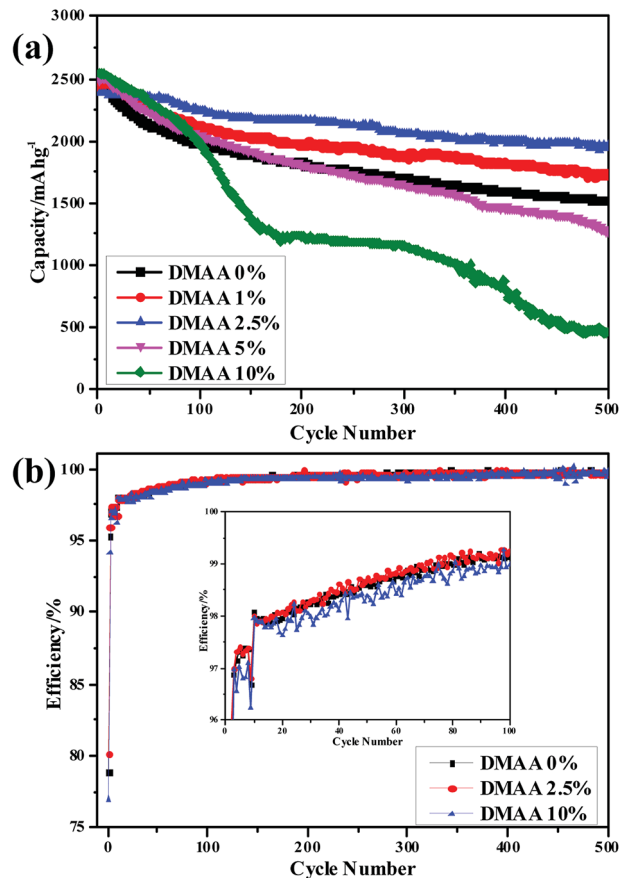 (a)
3000
2500
2000
1500
1000
500
0
Capacity/mAhg⁻¹
DMAA 0%
DMAA 1%
DMAA 2.5%
DMAA 5%
DMAA 10%
0 100 200 300 400 500
Cycle Number
(b)
100
95
90
85
80
75
Efficiency/%
100
99
98
97
96
Efficiency/%
0 20 40 60 80 100
Cycle Number
DMAA 0%
DMAA 2.5%
DMAA 10%
0 100 200 300 400 500
Cycle Number